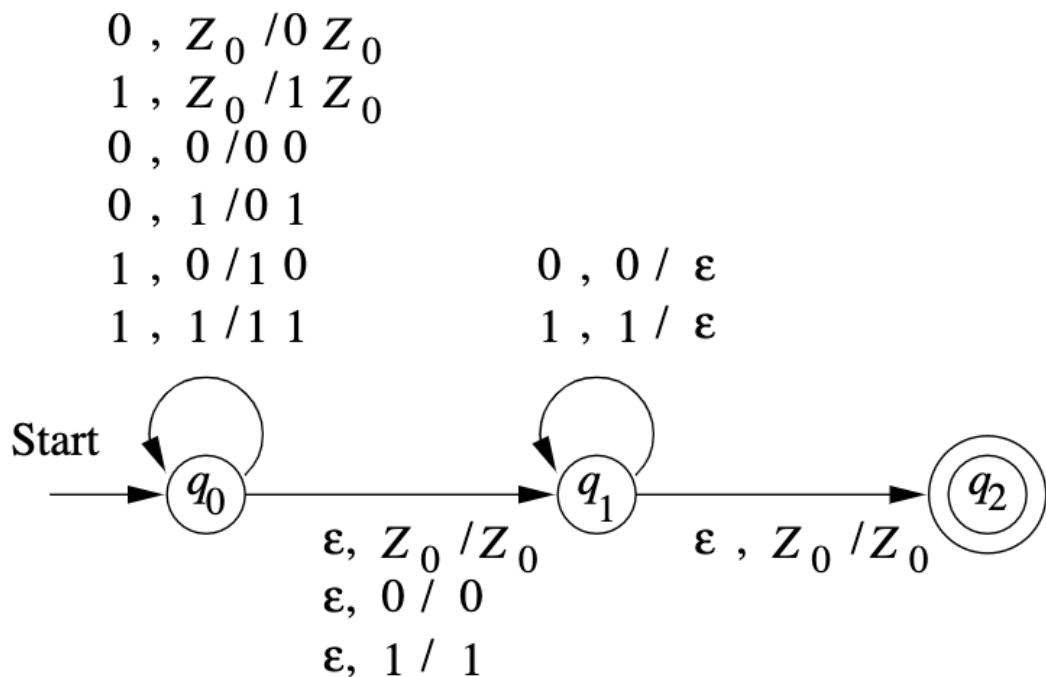 0 , Z0 /0 Z0
1 , Z0 /1 Z0
0 , 0 /0 0
0 , 1 /0 1
1 , 0 /1 0
1 , 1 /1 1
0 , 0 / ε
1 , 1 / ε
Start
q0
q1
q2
ε, Z0 /Z0
ε, 0 / 0
ε, 1 / 1
ε , Z0 /Z0